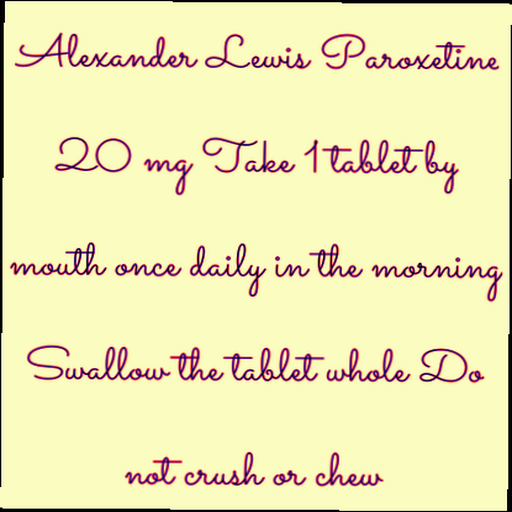 Alexander Lewis Paroxetine
20 mg Take 1 tablet by
mouth once daily in the morning
Swallow the tablet whole Do
not crush or chew